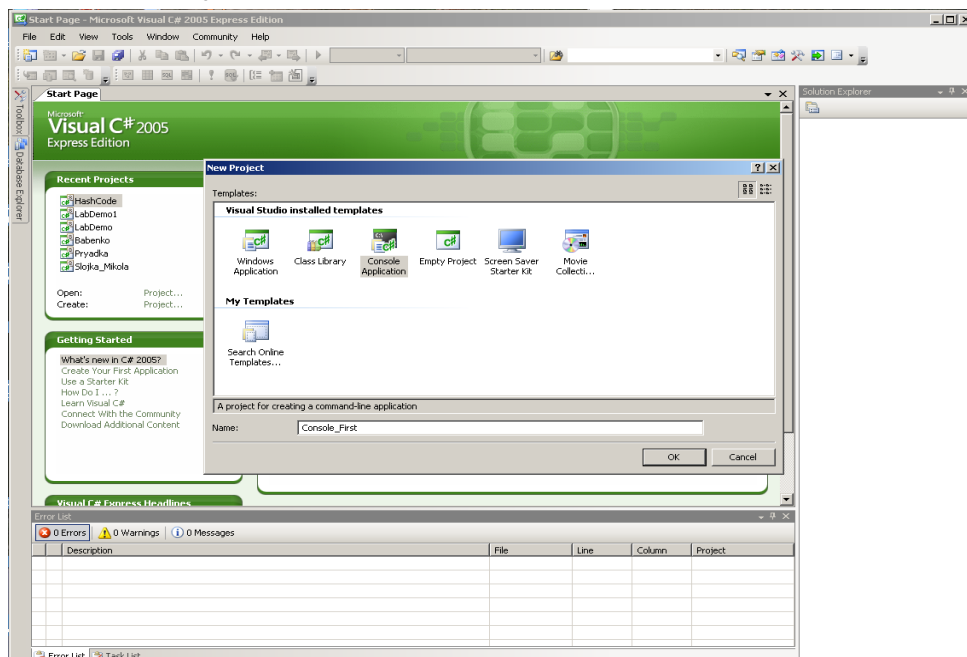 Start Page - Microsoft Visual C# 2005 Express Edition
File Edit View Tools Window Community Help
Start Page
Solution Explorer
Toolbox
Database Explorer
Microsoft
Visual C# 2005
Express Edition
Recent Projects
HashCode
LabDemo1
LabDemo
Babenko
Pryadka
Slojka_Mikola
Open: Project...
Create: Project...
Getting Started
What's new in C# 2005?
Create Your First Application
Use a Starter Kit
How Do I ... ?
Learn Visual C#
Connect With the Community
Download Additional Content
Visual C# Express Headlines
New Project
Templates:
Visual Studio installed templates
Windows Application
Class Library
Console Application
Empty Project
Screen Saver Starter Kit
Movie Collecti...
My Templates
Search Online Templates...
A project for creating a command-line application
Name: Console_First
OK Cancel
Error List
0 Errors 0 Warnings 0 Messages
Description File Line Column Project
Error List Task List